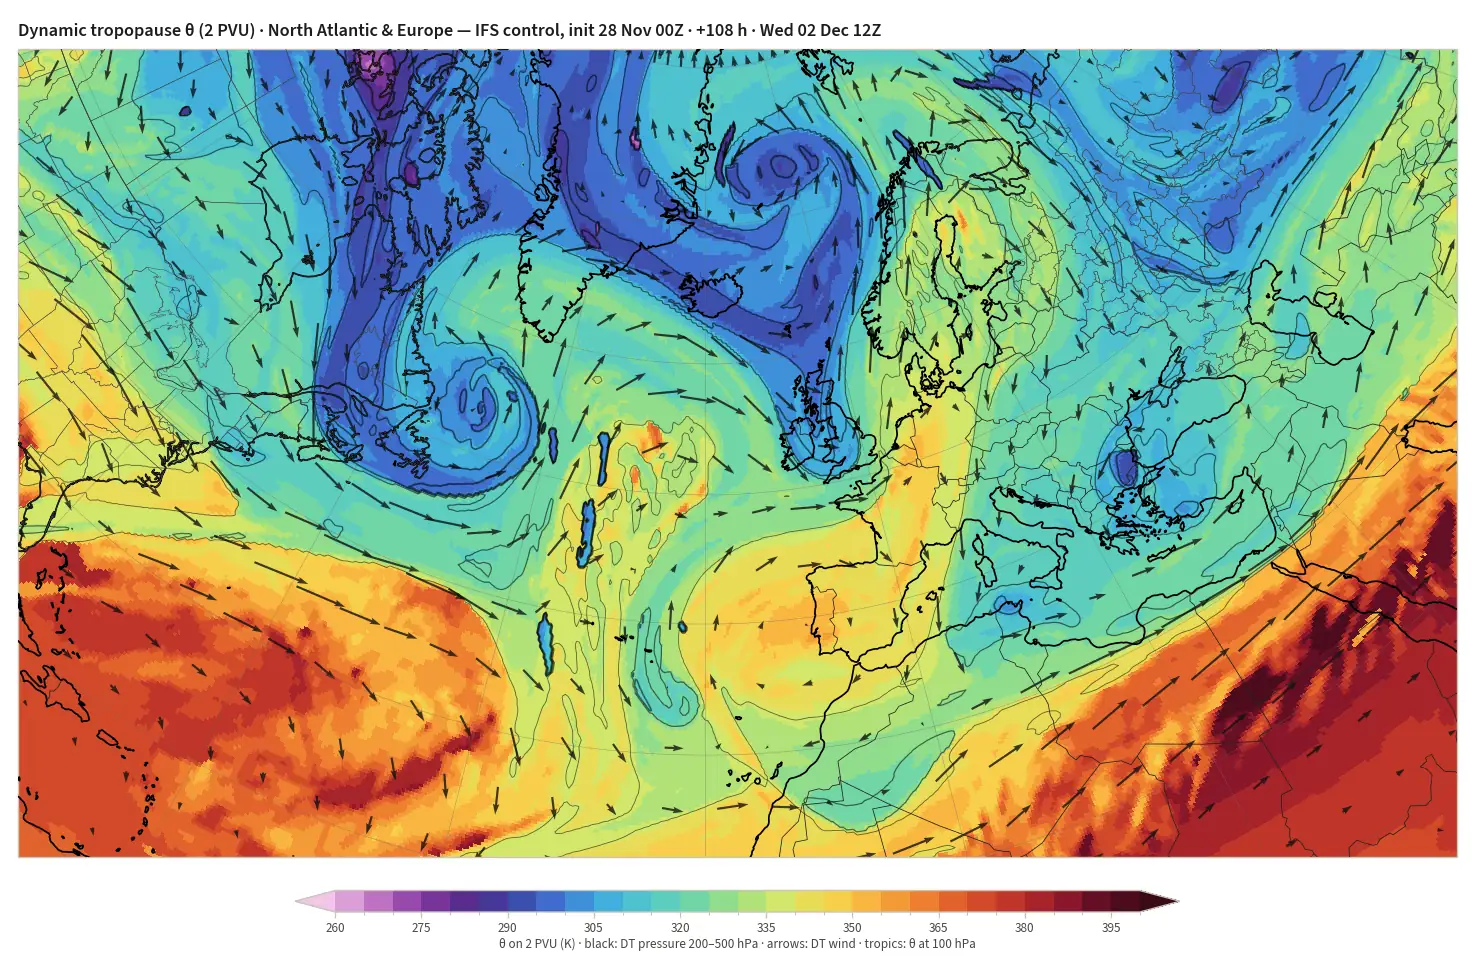 Dynamic tropopause θ (2 PVU) · North Atlantic & Europe — IFS control, init 28 Nov 00Z · +108 h · Wed 02 Dec 12Z
260 275 290 305 320 335 350 365 380 395
θ on 2 PVU (K) · black: DT pressure 200–500 hPa · arrows: DT wind · tropics: θ at 100 hPa